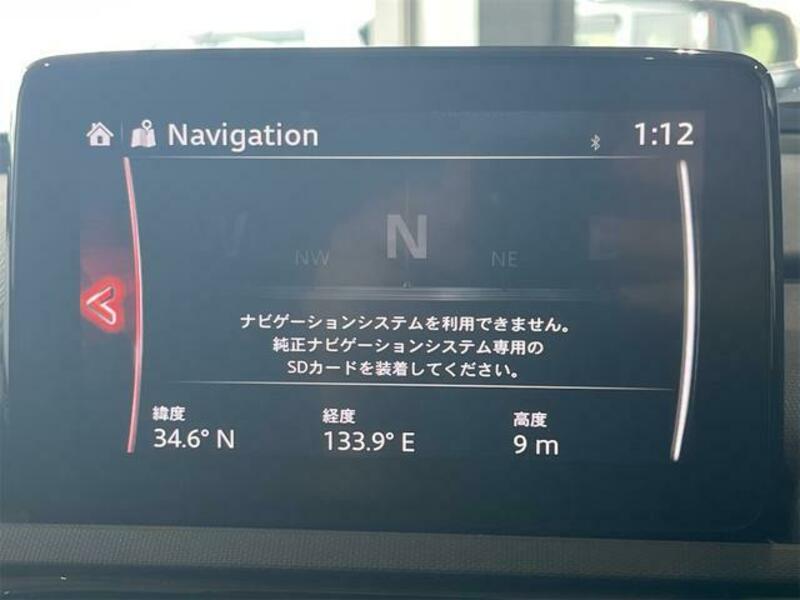 Navigation 1:12
N
NW NE
ナビゲーションシステムを利用できません。
純正ナビゲーションシステム専用の
SDカードを装着してください。
緯度 経度 高度
34.6° N 133.9° E 9 m